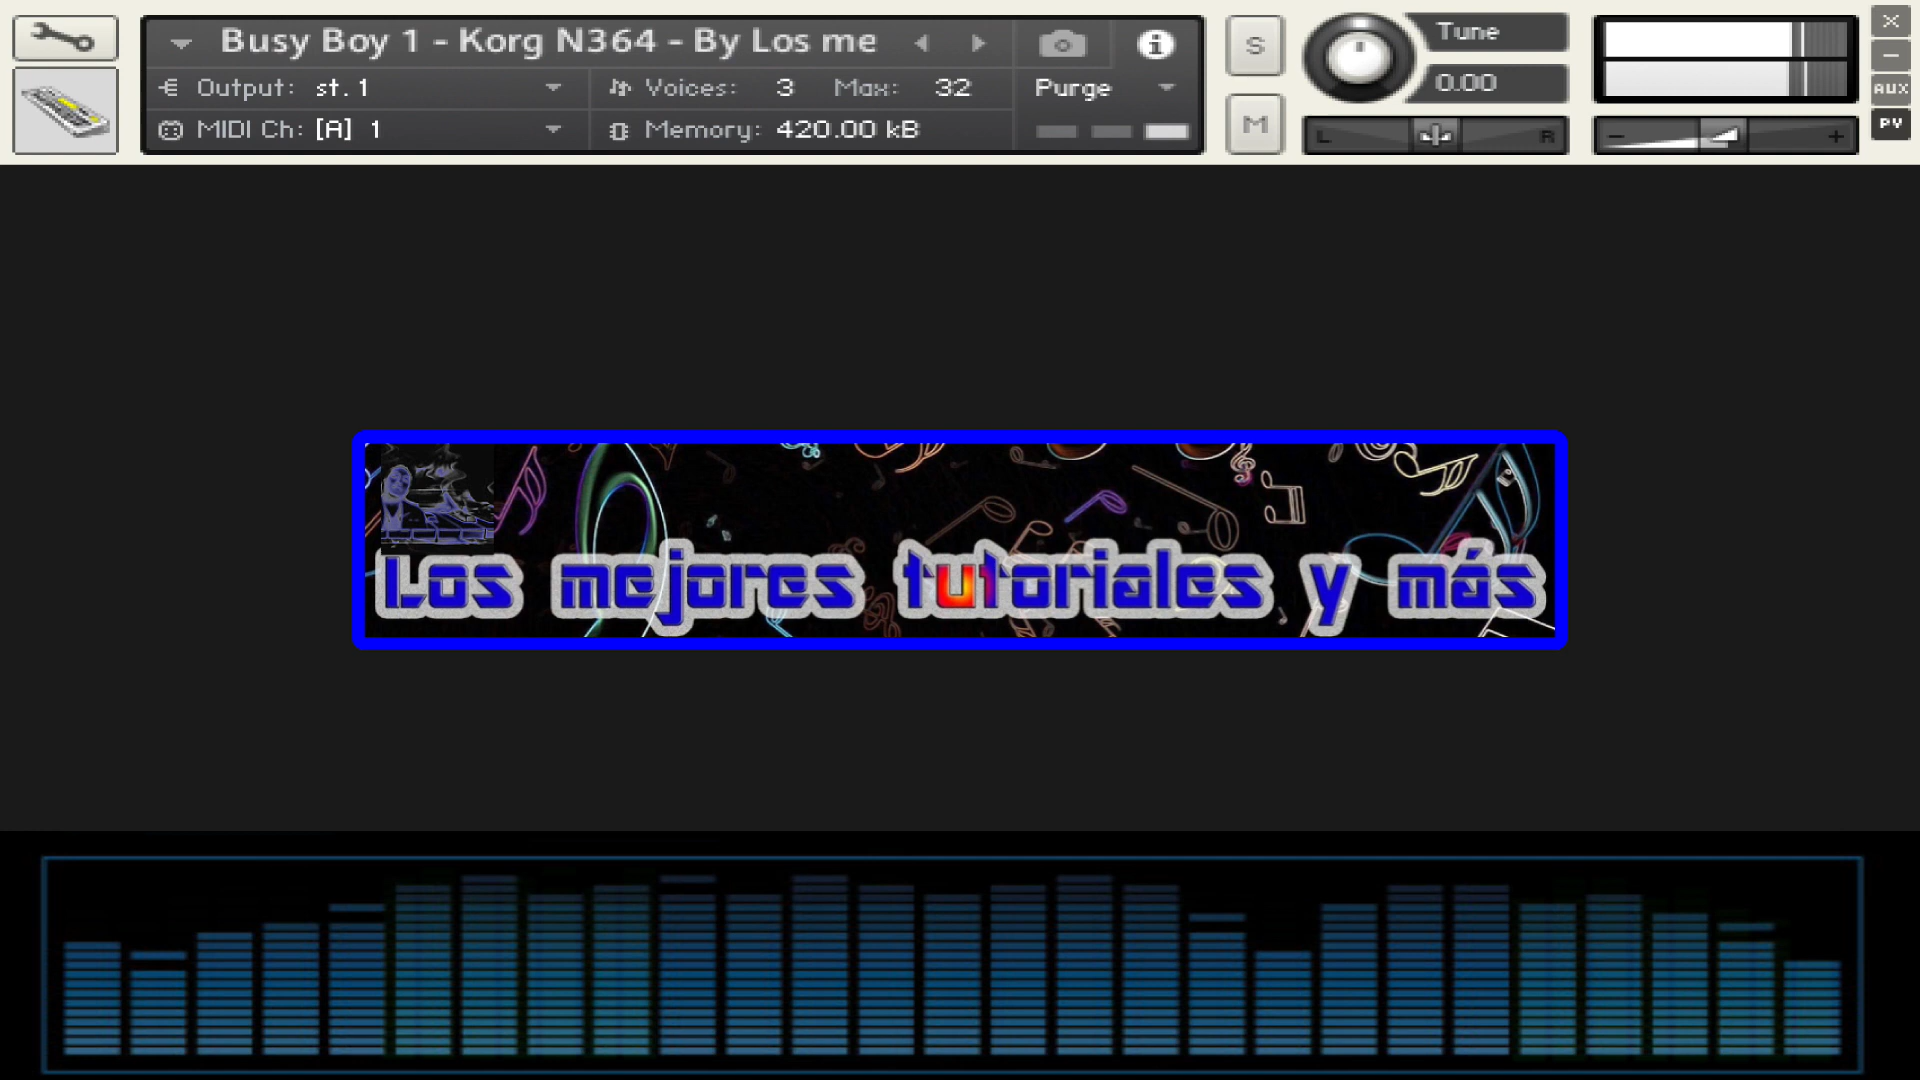 Busy Boy 1 - Korg N364 - By Los me
Output: st. 1
Voices: 3 Max: 32
Purge
MIDI Ch: [A] 1
Memory: 420.00 kB
S
M
Tune
0.00
L R
- +
X
-
AUX
PV
Los mejores tutoriales y más